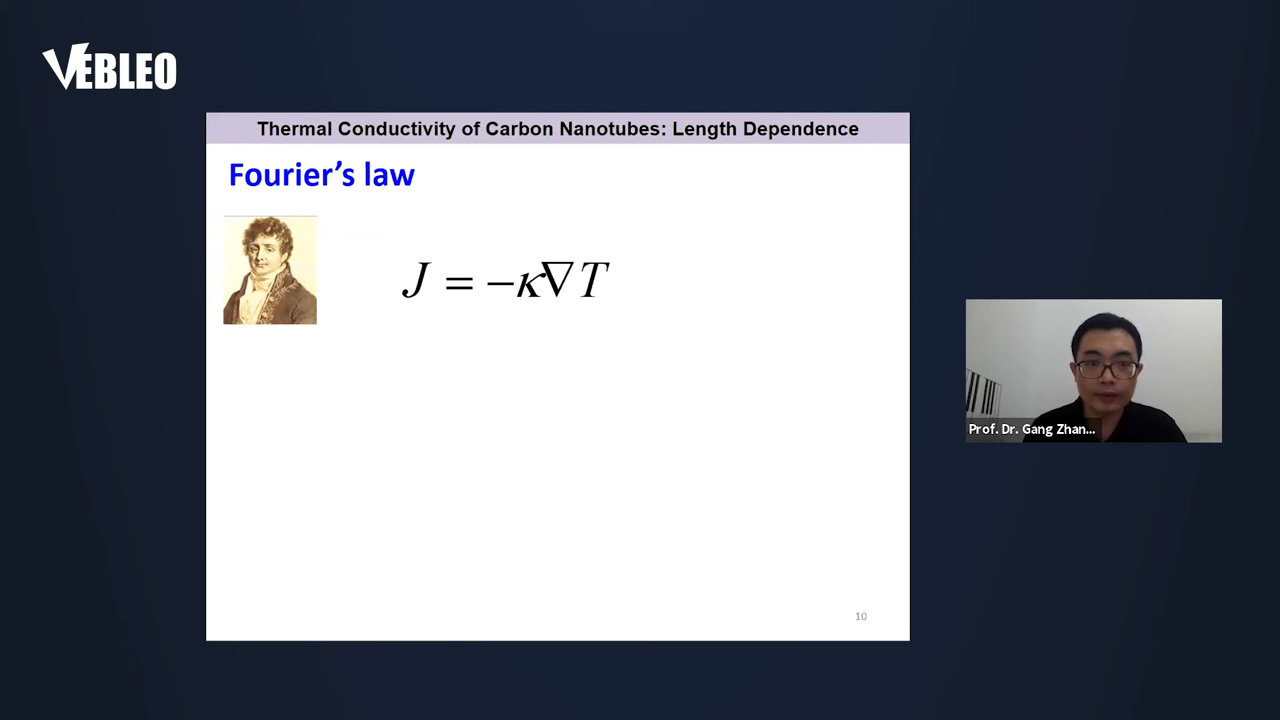 VEBLEO
Thermal Conductivity of Carbon Nanotubes: Length Dependence
Fourier’s law
J = −κ∇T
Prof. Dr. Gang Zhan...
10